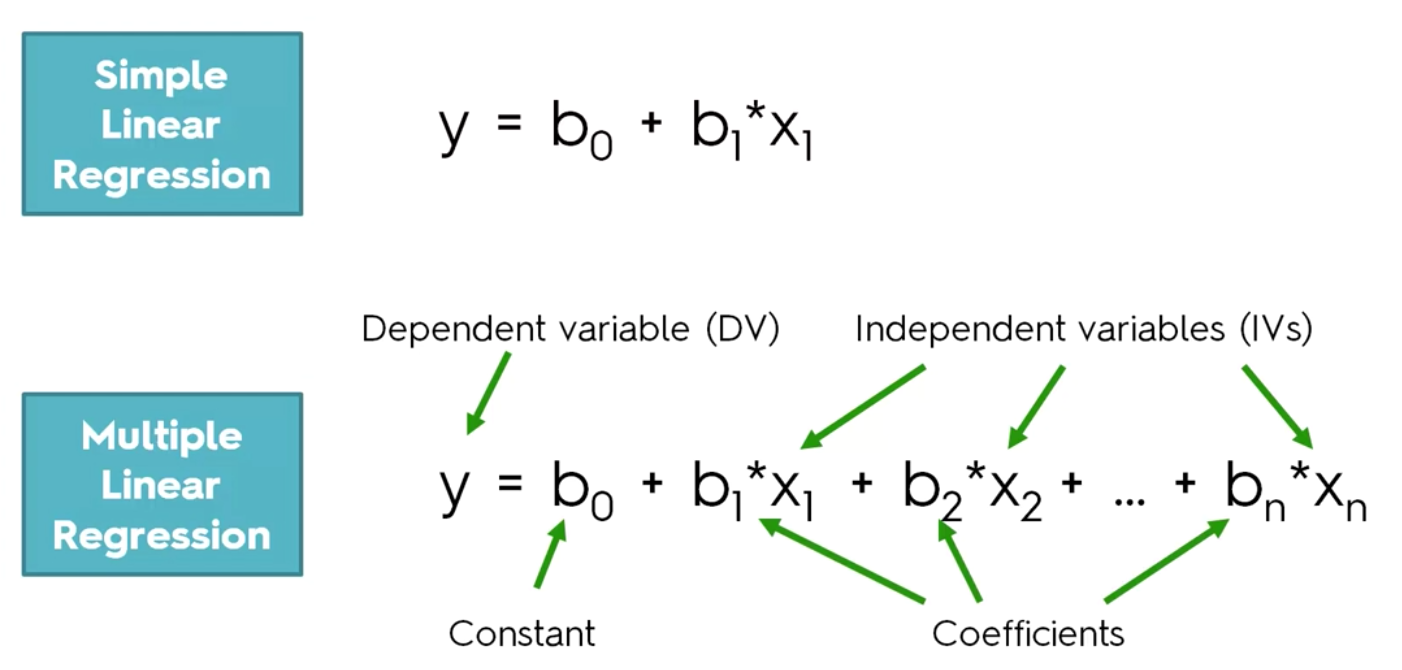 Simple
Linear
Regression
y = b₀ + b₁*x₁
Dependent variable (DV)
Independent variables (IVs)
Multiple
Linear
Regression
y = b₀ + b₁*x₁ + b₂*x₂ + ... + bₙ*xₙ
Constant
Coefficients